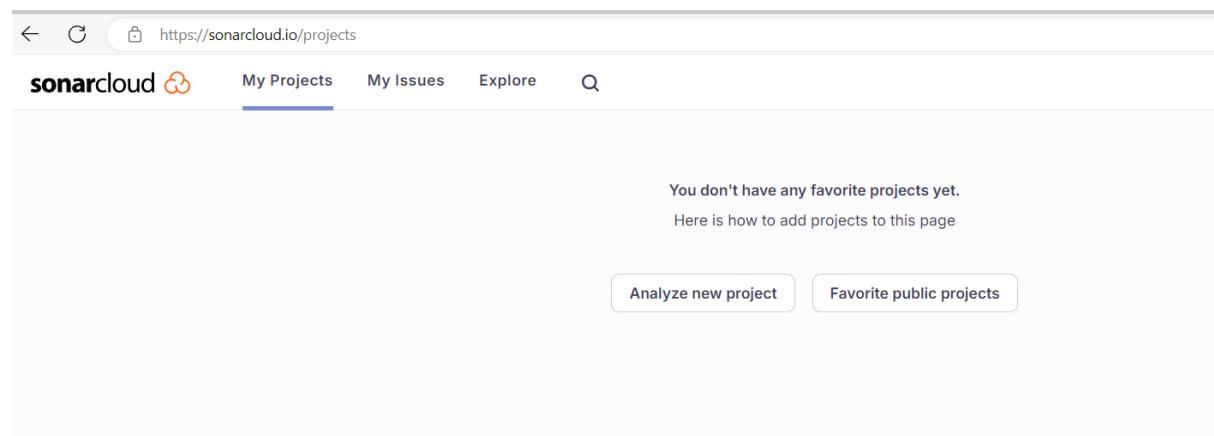 https://sonarcloud.io/projects
sonarcloud My Projects My Issues Explore
You don't have any favorite projects yet.
Here is how to add projects to this page
Analyze new project Favorite public projects